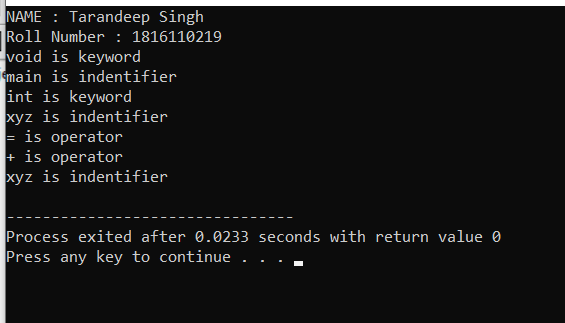 NAME : Tarandeep Singh
Roll Number : 1816110219
void is keyword
main is indentifier
int is keyword
xyz is indentifier
= is operator
+ is operator
xyz is indentifier
--------------------------------
Process exited after 0.0233 seconds with return value 0
Press any key to continue . . .